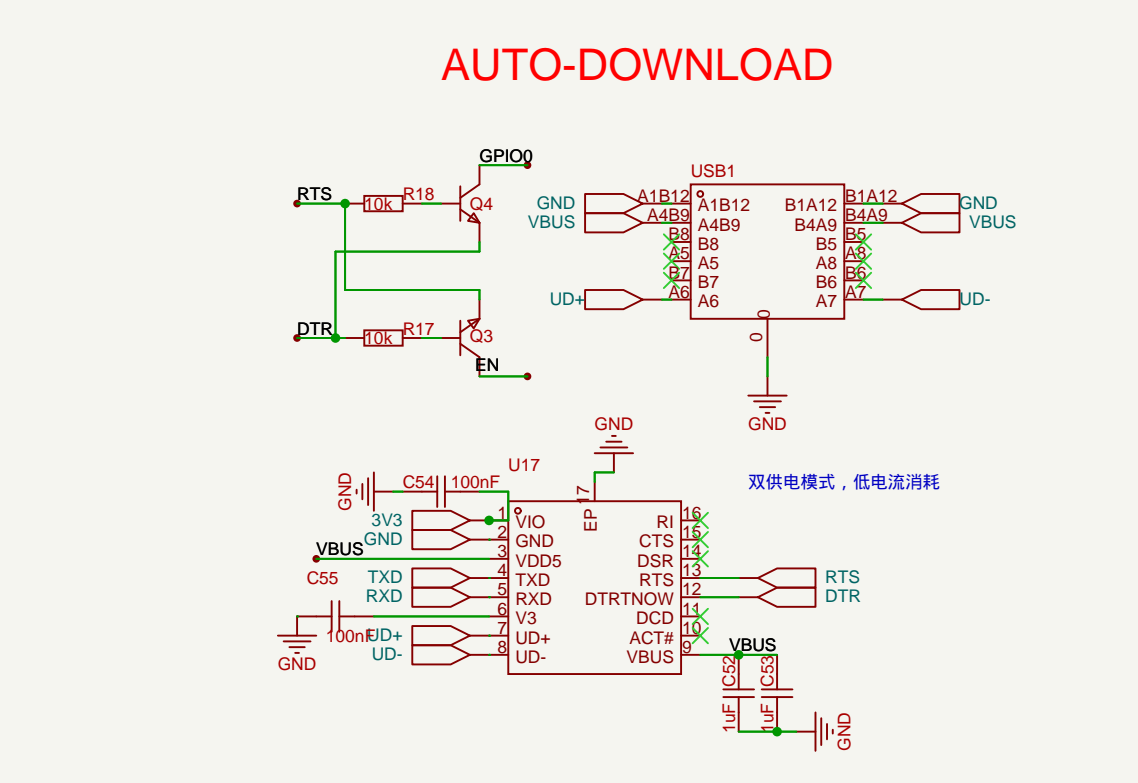 AUTO-DOWNLOAD
GPIO0
RTS
R18
10k
Q4
DTR
R17
10k
Q3
EN
USB1
GND
A1B12
A1B12
B1A12
B1A12
GND
VBUS
A4B9
A4B9
B4A9
B4A9
VBUS
B8
B8
B5
B5
A5
A5
A8
A8
B7
B7
B6
B6
UD+
A6
A6
A7
A7
UD-
0
0
GND
GND
U17
双供电模式，低电流消耗
GND
C54
100nF
17
EP
3V3
1
VIO
RI
16
GND
2
GND
CTS
15
VBUS
3
VDD5
DSR
14
C55
TXD
4
TXD
RTS
13
RTS
RXD
5
RXD
DTRTNOW
12
DTR
6
V3
DCD
11
100nF
UD+
7
UD+
ACT#
10
GND
UD-
8
UD-
VBUS
9
VBUS
C52
C53
1uF
1uF
GND